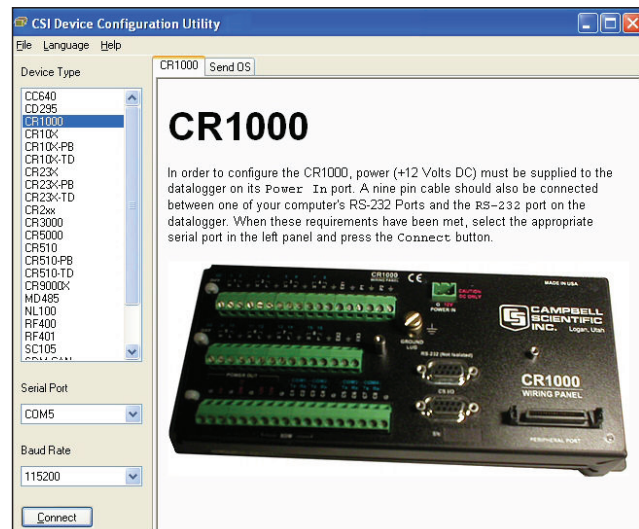 CSI Device Configuration Utility
File Language Help
Device Type
CC640
CD295
CR1000
CR10X
CR10X-PB
CR10X-TD
CR23X
CR23X-PB
CR23X-TD
CR2xx
CR3000
CR5000
CR510
CR510-PB
CR510-TD
CR9000X
MD485
NL100
RF400
RF401
SC105
Serial Port
COM5
Baud Rate
115200
Connect
CR1000 Send OS
CR1000
In order to configure the CR1000, power (+12 Volts DC) must be supplied to the
datalogger on its Power In port. A nine pin cable should also be connected
between one of your computer's RS-232 Ports and the RS-232 port on the
datalogger. When these requirements have been met, select the appropriate
serial port in the left panel and press the Connect button.
CR1000
WIRING PANEL
CE
CAUTION
DC ONLY
POWER IN
MADE IN USA
CAMPBELL
SCIENTIFIC
INC.
Logan, Utah
GROUND
LUG
RS-232 (Not Isolated)
CS I/O
SN
POWER OUT
CR1000
WIRING PANEL
PERIPHERAL PORT